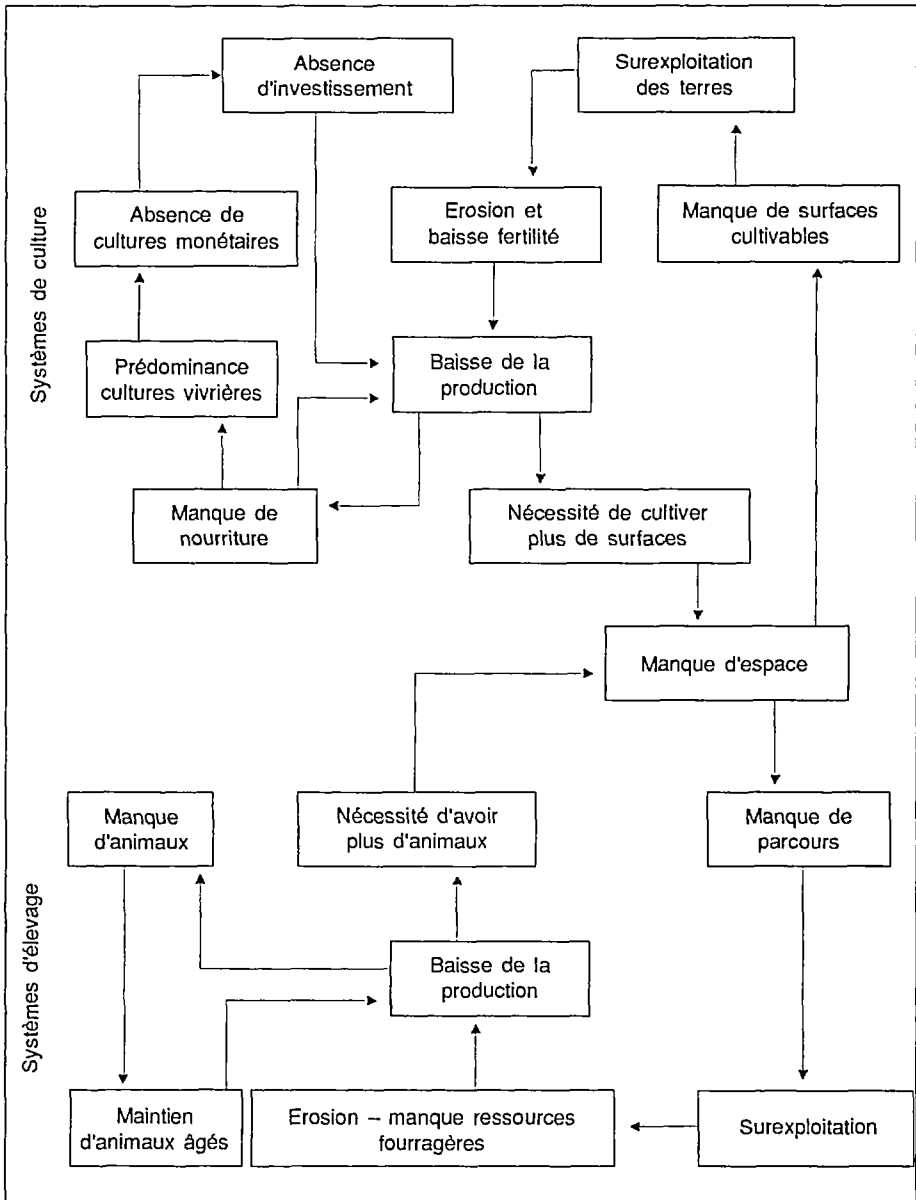 Absence
d'investissement
Surexploitation
des terres
Absence de
cultures monétaires
Erosion et
baisse fertilité
Manque de surfaces
cultivables
Systèmes de culture
Prédominance
cultures vivrières
Baisse de la
production
Manque de
nourriture
Nécessité de cultiver
plus de surfaces
Manque d'espace
Manque
d'animaux
Nécessité d'avoir
plus d'animaux
Manque de
parcours
Systèmes d'élevage
Baisse de la
production
Maintien
d'animaux âgés
Erosion – manque ressources
fourragères
Surexploitation